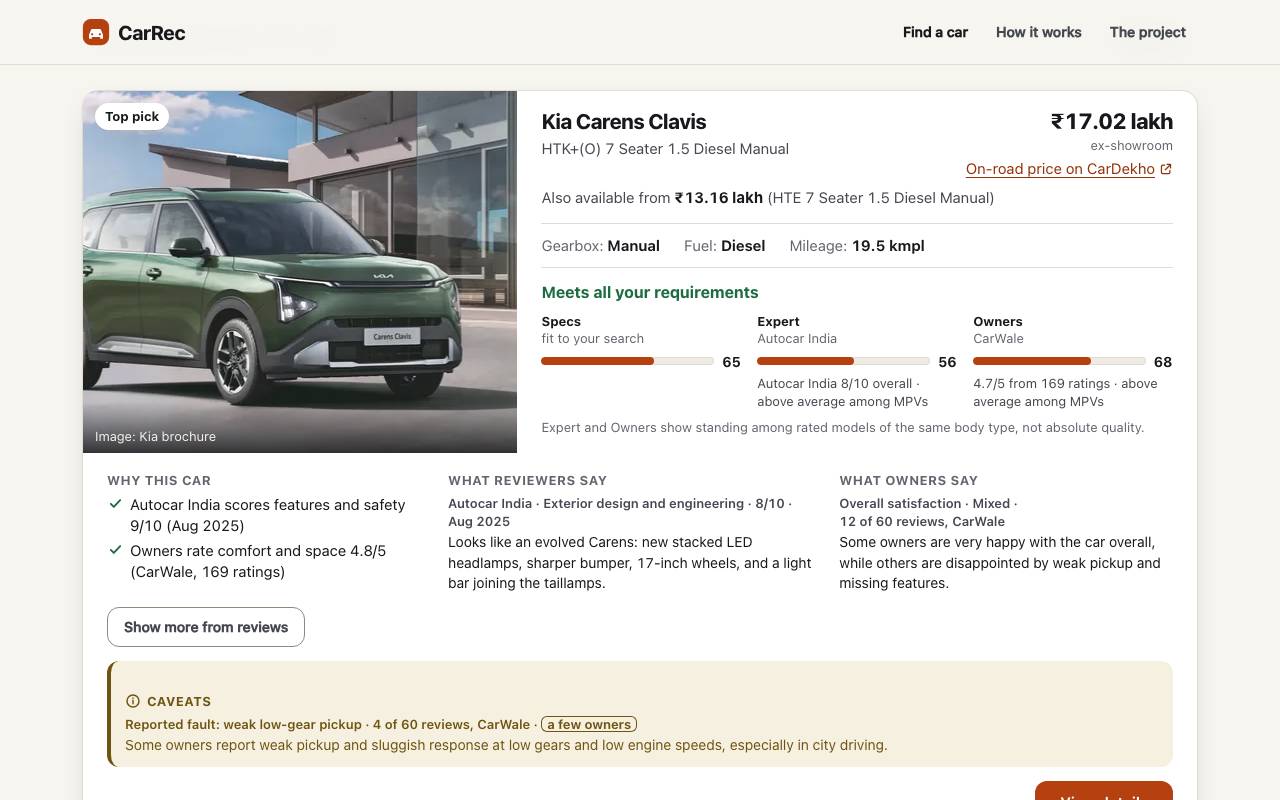 CarRec
Find a car
How it works
The project
Top pick
Carens Clavis
Image: Kia brochure
Kia Carens Clavis
HTK+(O) 7 Seater 1.5 Diesel Manual
₹17.02 lakh
ex-showroom
On-road price on CarDekho
Also available from ₹13.16 lakh (HTE 7 Seater 1.5 Diesel Manual)
Gearbox: Manual
Fuel: Diesel
Mileage: 19.5 kmpl
Meets all your requirements
Specs
fit to your search
65
Expert
Autocar India
56
Autocar India 8/10 overall ·
above average among MPVs
Owners
CarWale
68
4.7/5 from 169 ratings · above
average among MPVs
Expert and Owners show standing among rated models of the same body type, not absolute quality.
WHY THIS CAR
Autocar India scores features and safety
9/10 (Aug 2025)
Owners rate comfort and space 4.8/5
(CarWale, 169 ratings)
WHAT REVIEWERS SAY
Autocar India · Exterior design and engineering · 8/10 ·
Aug 2025
Looks like an evolved Carens: new stacked LED
headlamps, sharper bumper, 17-inch wheels, and a light
bar joining the taillamps.
WHAT OWNERS SAY
Overall satisfaction · Mixed ·
12 of 60 reviews, CarWale
Some owners are very happy with the car overall,
while others are disappointed by weak pickup and
missing features.
Show more from reviews
CAVEATS
Reported fault: weak low-gear pickup · 4 of 60 reviews, CarWale · a few owners
Some owners report weak pickup and sluggish response at low gears and low engine speeds, especially in city driving.